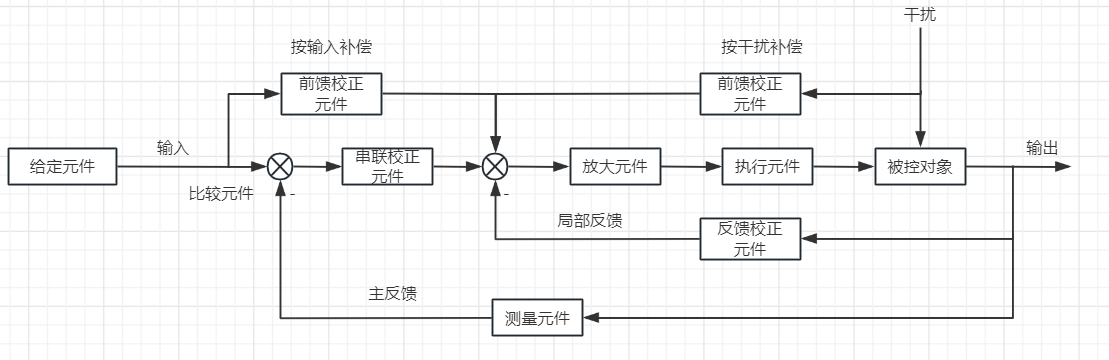 干扰
按输入补偿
按干扰补偿
前馈校正
元件
前馈校正
元件
输入
输出
给定元件
串联校正
元件
放大元件
执行元件
被控对象
比较元件
-
-
局部反馈
反馈校正
元件
主反馈
测量元件